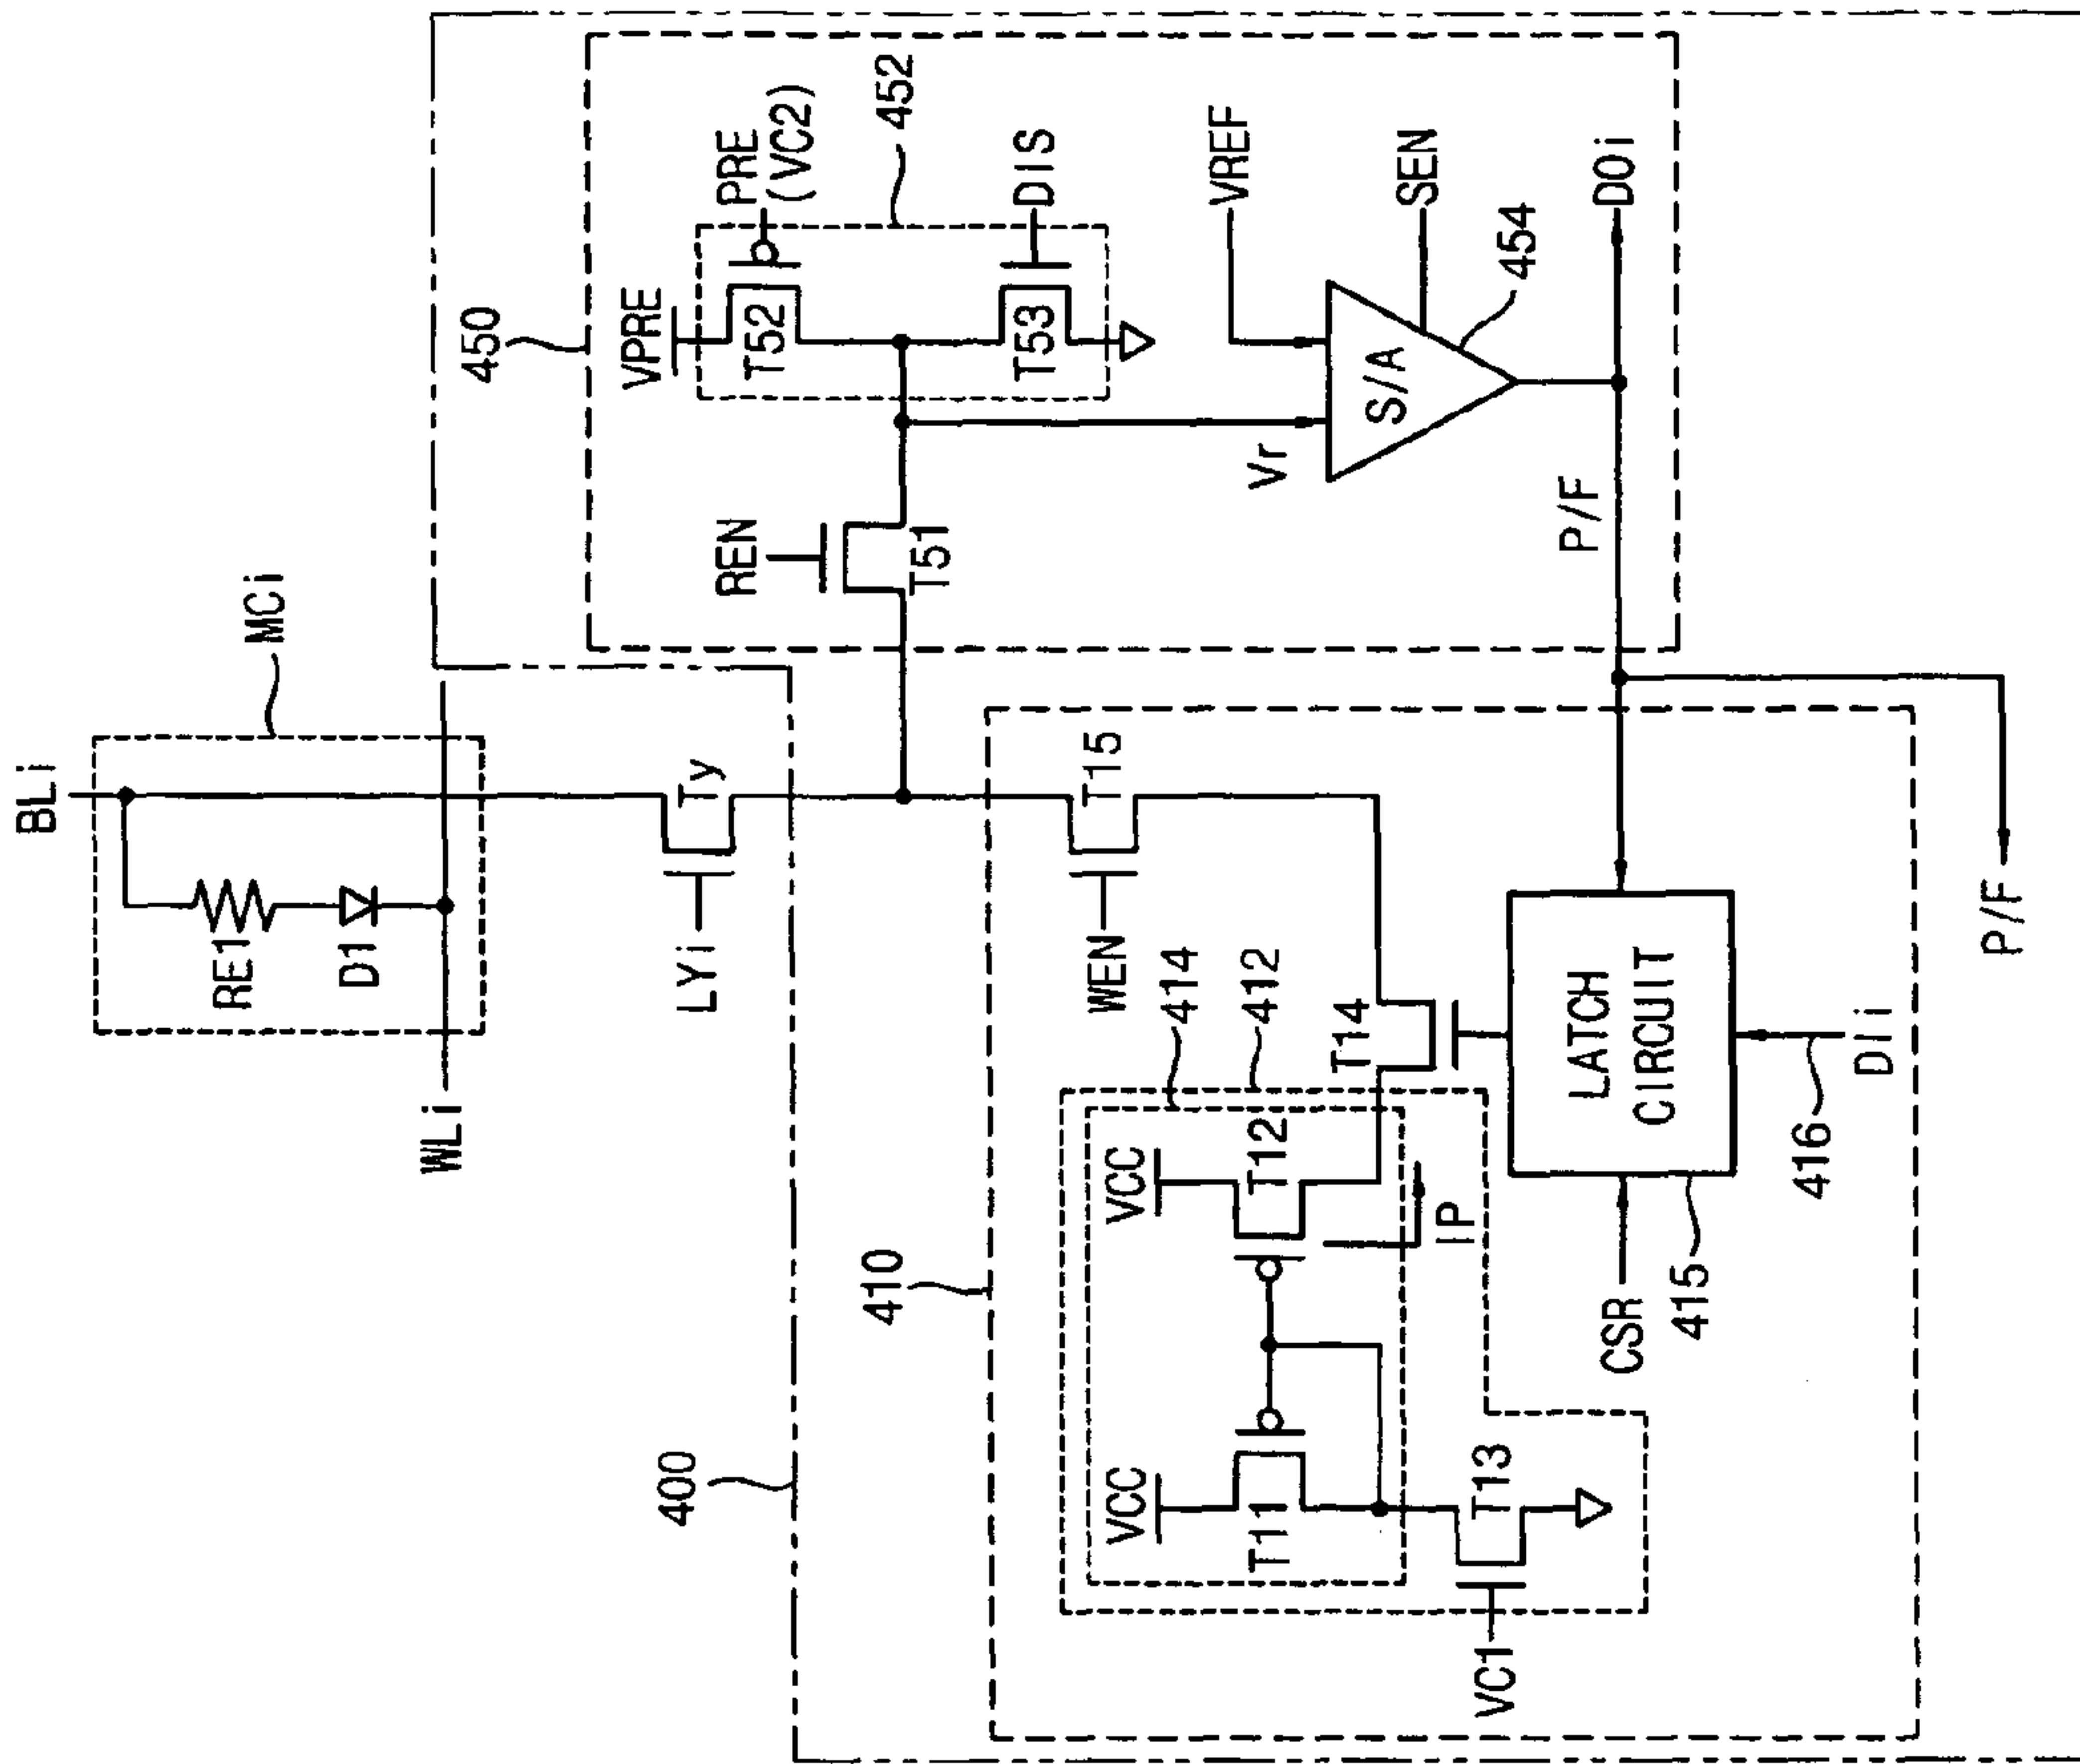 BLi
MCi
RE1
D1
WLi
LYi
Ty
400
450
VPRE
PRE
(VC2)
452
T52
DIS
T53
REN
T51
VREF
Vr
S/A
SEN
454
P/F
DOi
410
WEN
T15
414
412
VCC
T12
VCC
T11
IP
T14
T13
VC1
LATCH
CIRCUIT
CSR
415
416
DIi
P/F